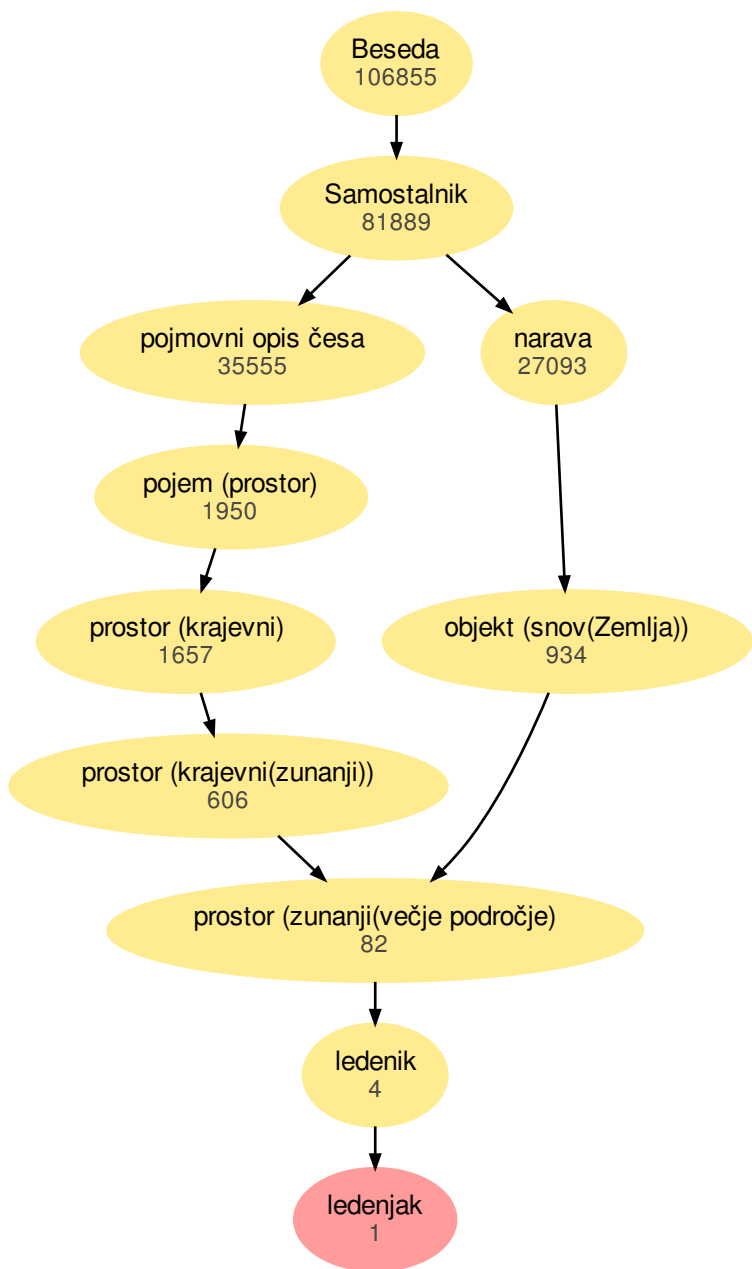 Beseda
106855
Samostalnik
81889
pojmovni opis česa
35555
narava
27093
pojem (prostor)
1950
prostor (krajevni)
1657
objekt (snov(Zemlja))
934
prostor (krajevni(zunanji))
606
prostor (zunanji(večje področje)
82
ledenik
4
ledenjak
1